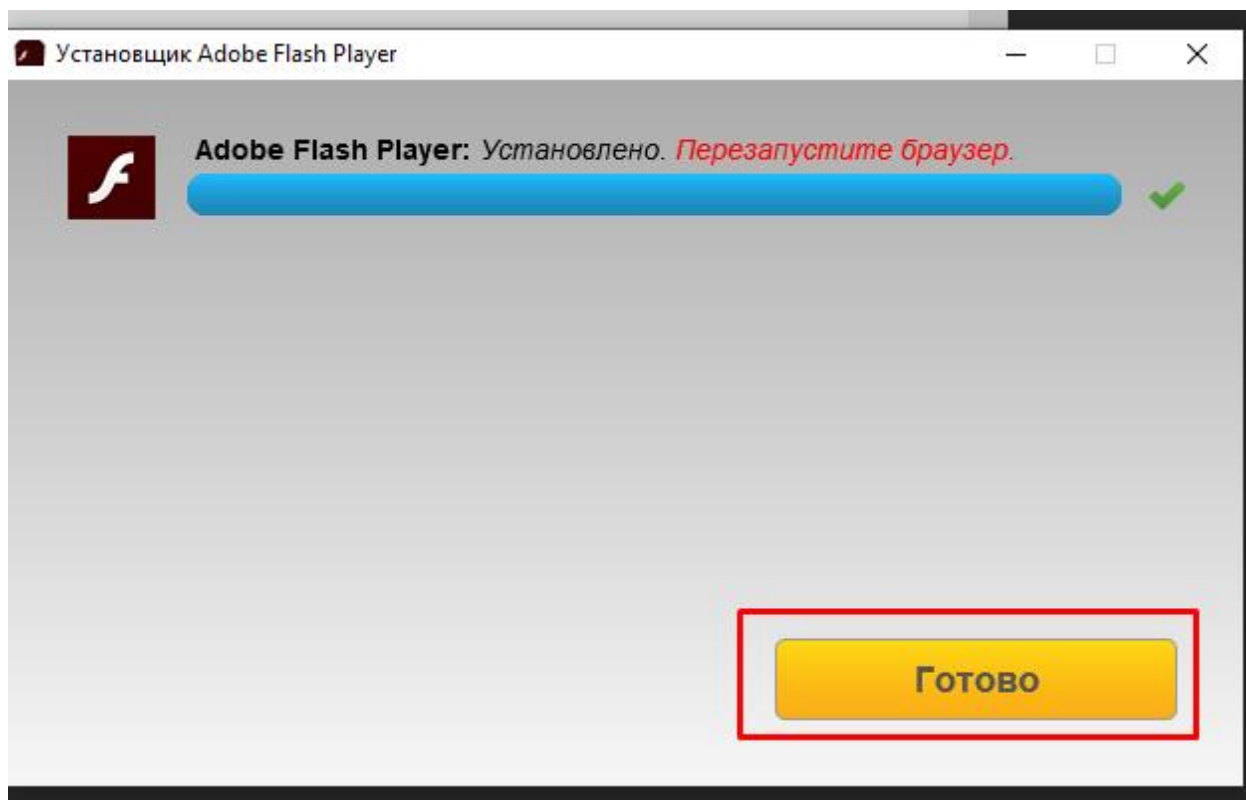 Установщик Adobe Flash Player
Adobe Flash Player: Установлено. Перезапустите браузер.
Готово